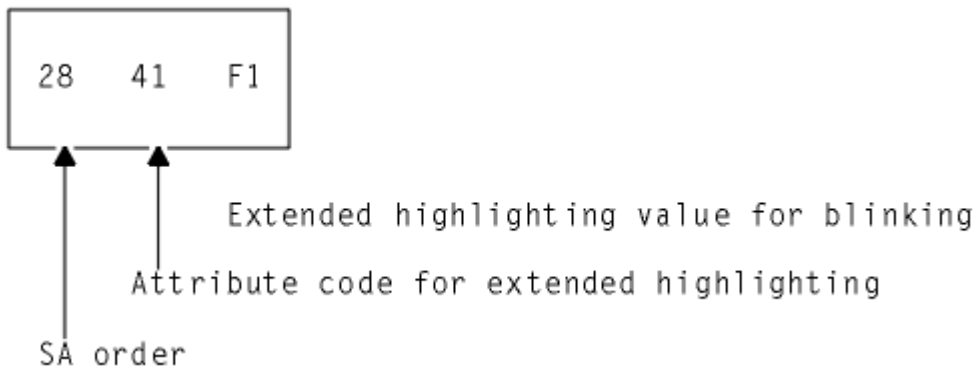 28 41 F1
Extended highlighting value for blinking
Attribute code for extended highlighting
SA order